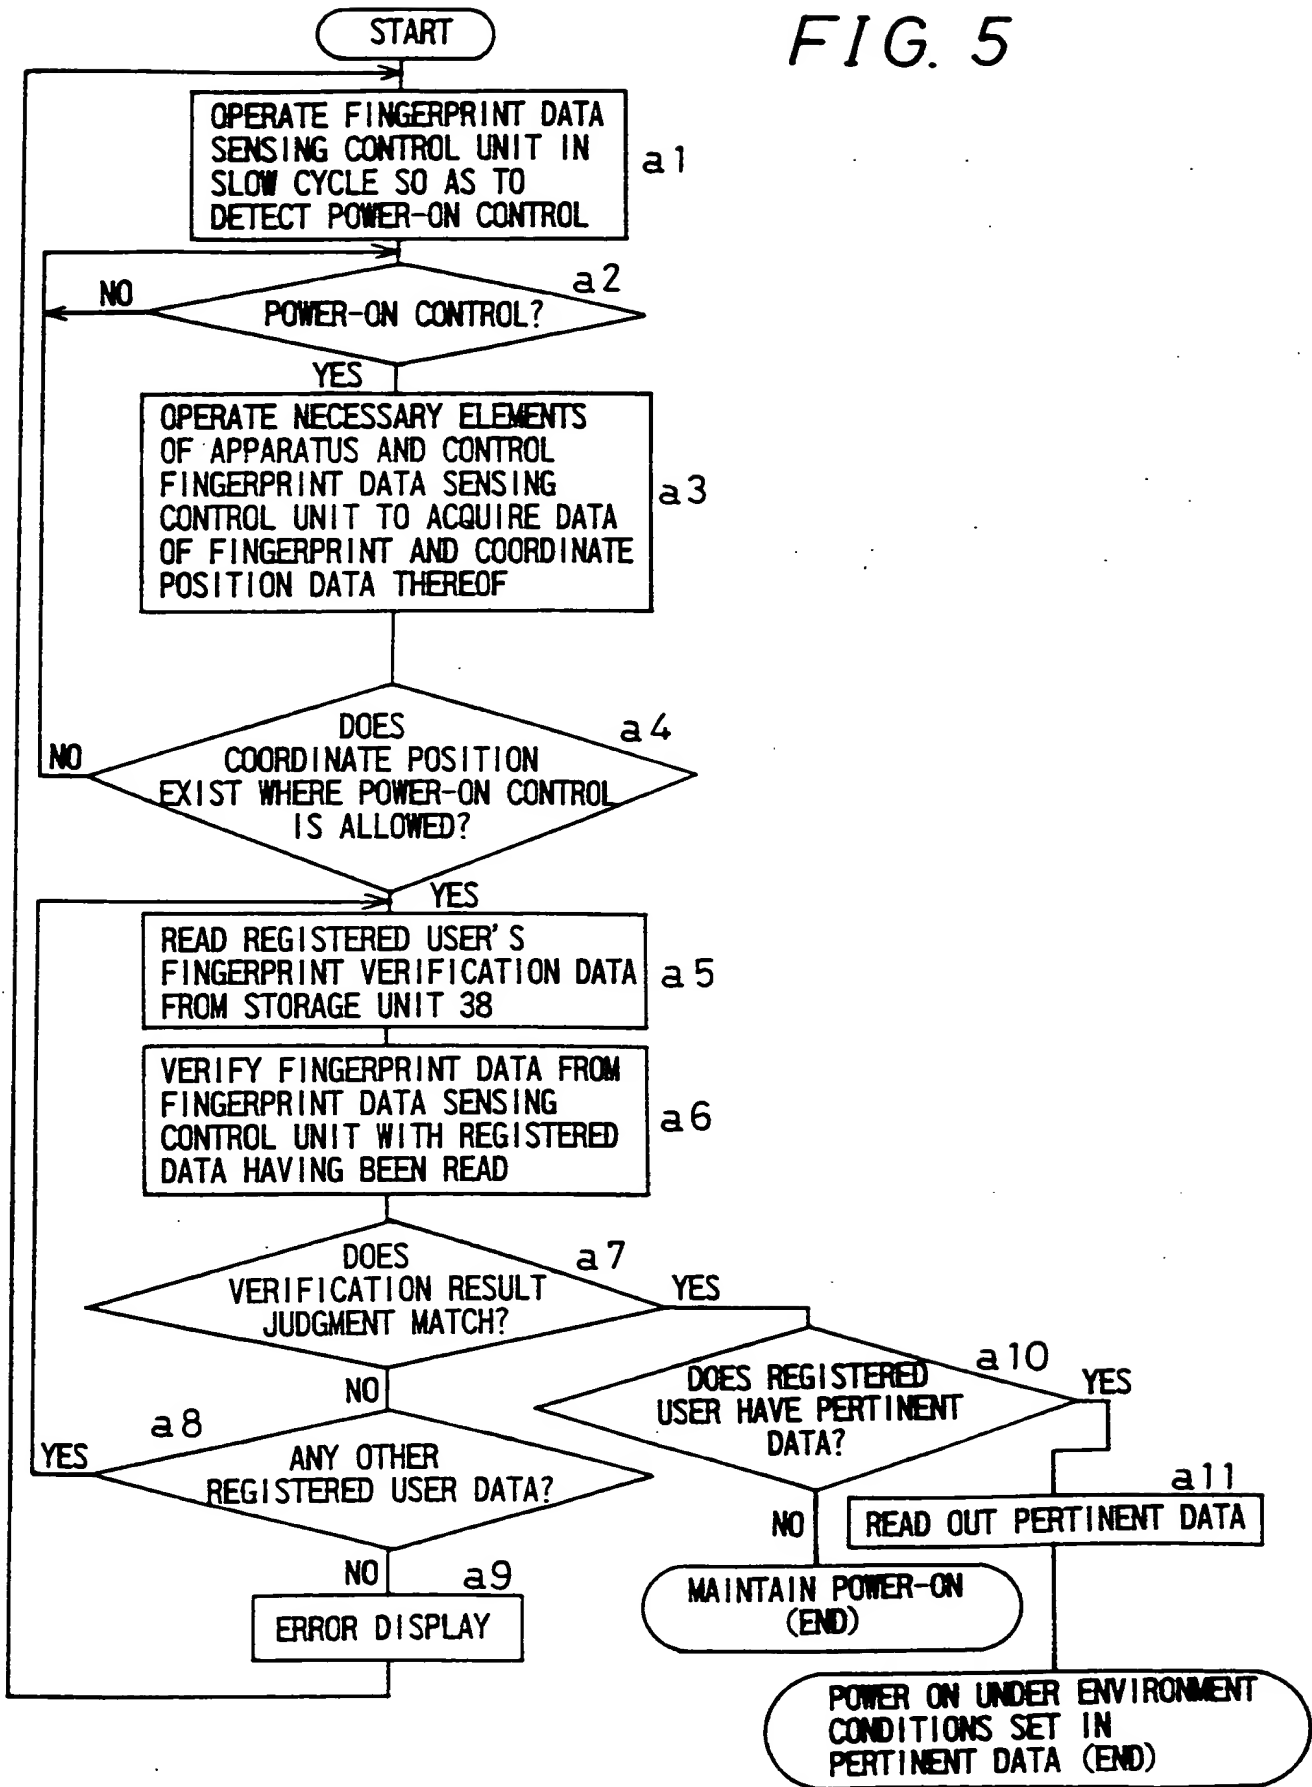 FIG. 5
START
OPERATE FINGERPRINT DATA
SENSING CONTROL UNIT IN
SLOW CYCLE SO AS TO
DETECT POWER-ON CONTROL
a1
a2
NO
POWER-ON CONTROL?
YES
OPERATE NECESSARY ELEMENTS
OF APPARATUS AND CONTROL
FINGERPRINT DATA SENSING
CONTROL UNIT TO ACQUIRE DATA
OF FINGERPRINT AND COORDINATE
POSITION DATA THEREOF
a3
DOES
COORDINATE POSITION
EXIST WHERE POWER-ON CONTROL
IS ALLOWED?
a4
NO
YES
READ REGISTERED USER'S
FINGERPRINT VERIFICATION DATA
FROM STORAGE UNIT 38
a5
VERIFY FINGERPRINT DATA FROM
FINGERPRINT DATA SENSING
CONTROL UNIT WITH REGISTERED
DATA HAVING BEEN READ
a6
DOES
VERIFICATION RESULT
JUDGMENT MATCH?
a7
YES
NO
a8
YES
ANY OTHER
REGISTERED USER DATA?
NO
a9
ERROR DISPLAY
DOES REGISTERED
USER HAVE PERTINENT
DATA?
a10
YES
NO
a11
READ OUT PERTINENT DATA
MAINTAIN POWER-ON
(END)
POWER ON UNDER ENVIRONMENT
CONDITIONS SET IN
PERTINENT DATA (END)